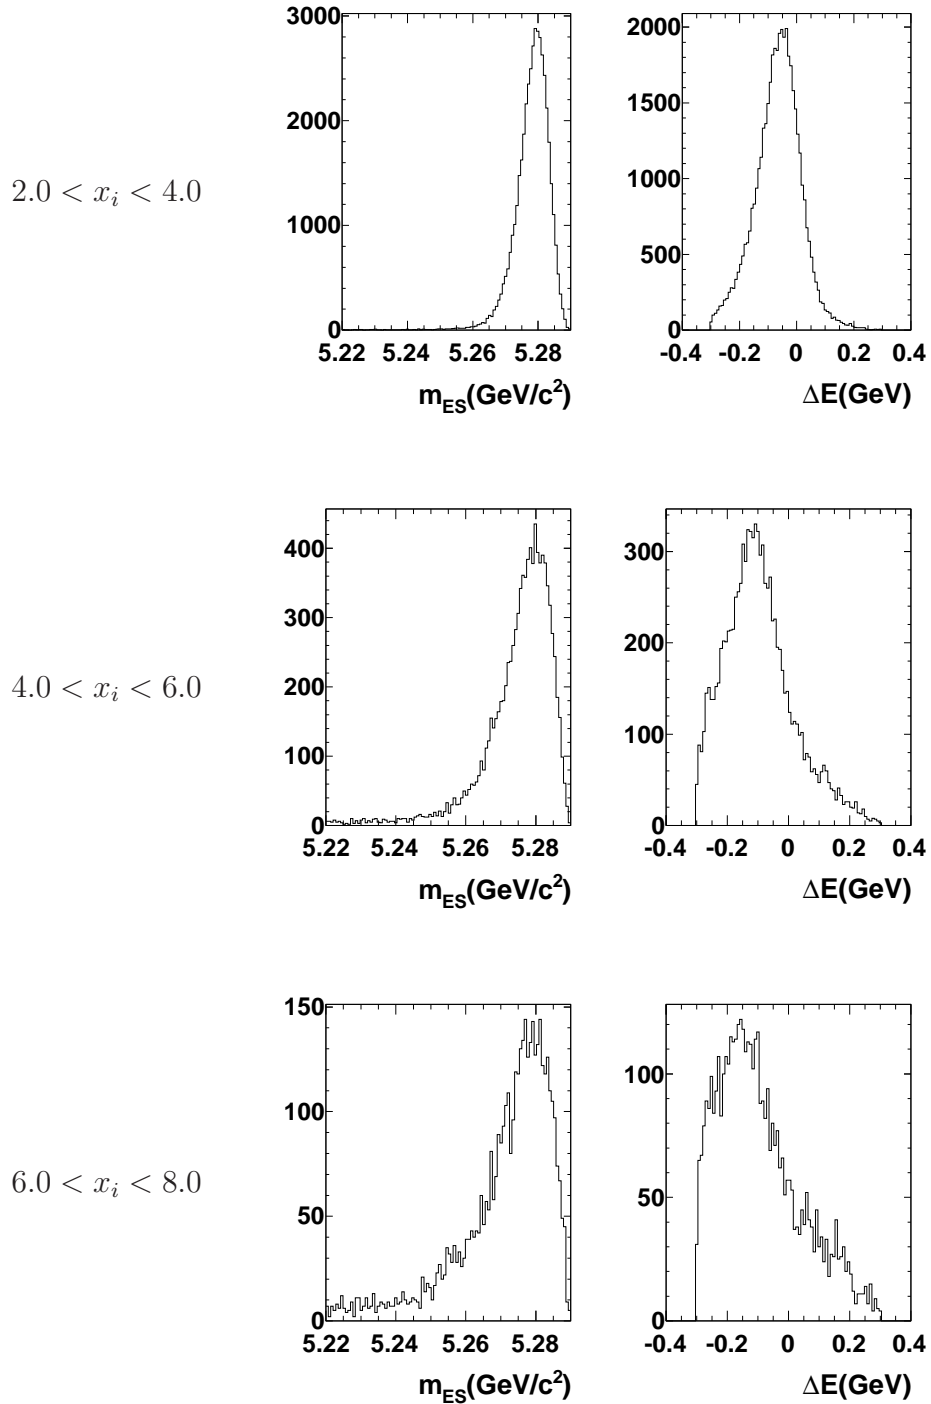 2.0 < x_i < 4.0
3000
2000
1000
0
5.22 5.24 5.26 5.28
m_ES(GeV/c^2)
2000
1500
1000
500
0
-0.4 -0.2 0 0.2 0.4
ΔE(GeV)
4.0 < x_i < 6.0
400
300
200
100
0
5.22 5.24 5.26 5.28
m_ES(GeV/c^2)
300
200
100
0
-0.4 -0.2 0 0.2 0.4
ΔE(GeV)
6.0 < x_i < 8.0
150
100
50
0
5.22 5.24 5.26 5.28
m_ES(GeV/c^2)
100
50
0
-0.4 -0.2 0 0.2 0.4
ΔE(GeV)